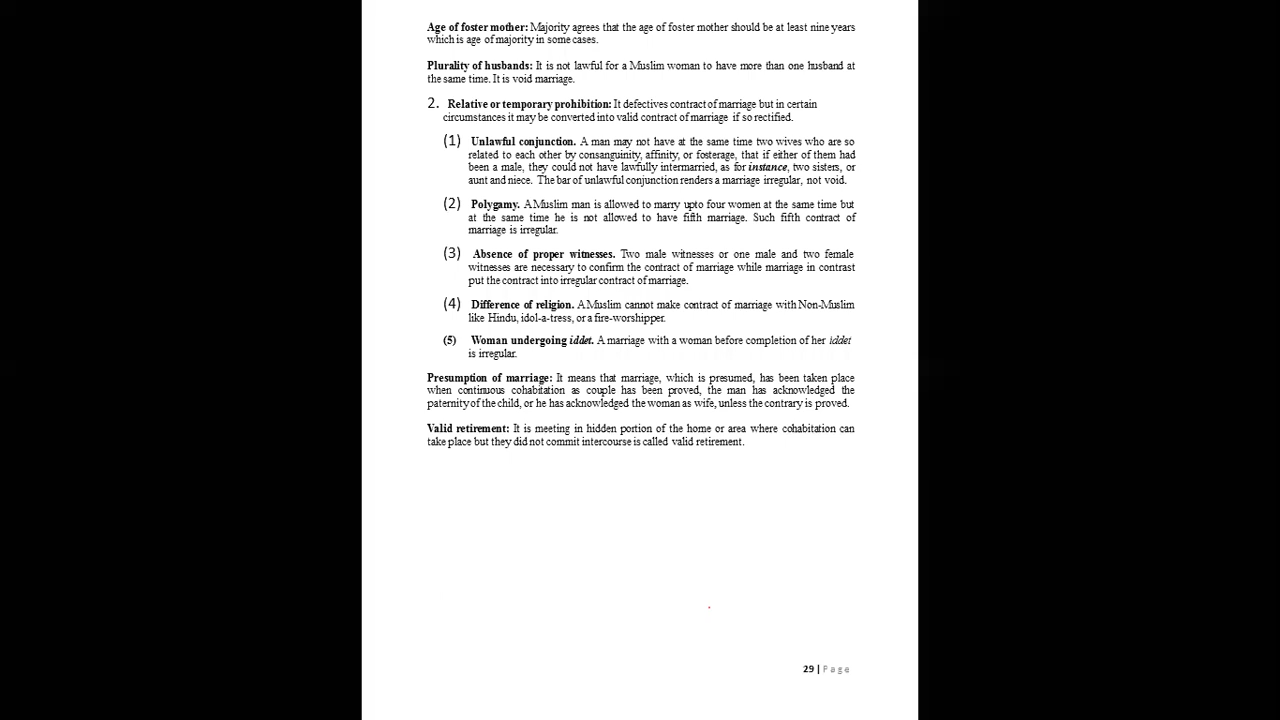 Age of foster mother: Majority agrees that the age of foster mother should be at least nine years
which is age of majority in some cases.
Plurality of husbands: It is not lawful for a Muslim woman to have more than one husband at
the same time. It is void marriage.
2. Relative or temporary prohibition: It defectives contract of marriage but in certain
circumstances it may be converted into valid contract of marriage if so rectified.
(1) Unlawful conjunction. A man may not have at the same time two wives who are so
related to each other by consanguinity, affinity, or fosterage, that if either of them had
been a male, they could not have lawfully intermarried, as for instance, two sisters, or
aunt and niece. The bar of unlawful conjunction renders a marriage irregular, not void.
(2) Polygamy. A Muslim man is allowed to marry upto four women at the same time but
at the same time he is not allowed to have fifth marriage. Such fifth contract of
marriage is irregular.
(3) Absence of proper witnesses. Two male witnesses or one male and two female
witnesses are necessary to confirm the contract of marriage while marriage in contrast
put the contract into irregular contract of marriage.
(4) Difference of religion. A Muslim cannot make contract of marriage with Non-Muslim
like Hindu, idol-a-tress, or a fire-worshipper.
(5) Woman undergoing iddet. A marriage with a woman before completion of her iddet
is irregular.
Presumption of marriage: It means that marriage, which is presumed, has been taken place
when continuous cohabitation as couple has been proved, the man has acknowledged the
paternity of the child, or he has acknowledged the woman as wife, unless the contrary is proved.
Valid retirement: It is meeting in hidden portion of the home or area where cohabitation can
take place but they did not commit intercourse is called valid retirement.
29 | Page